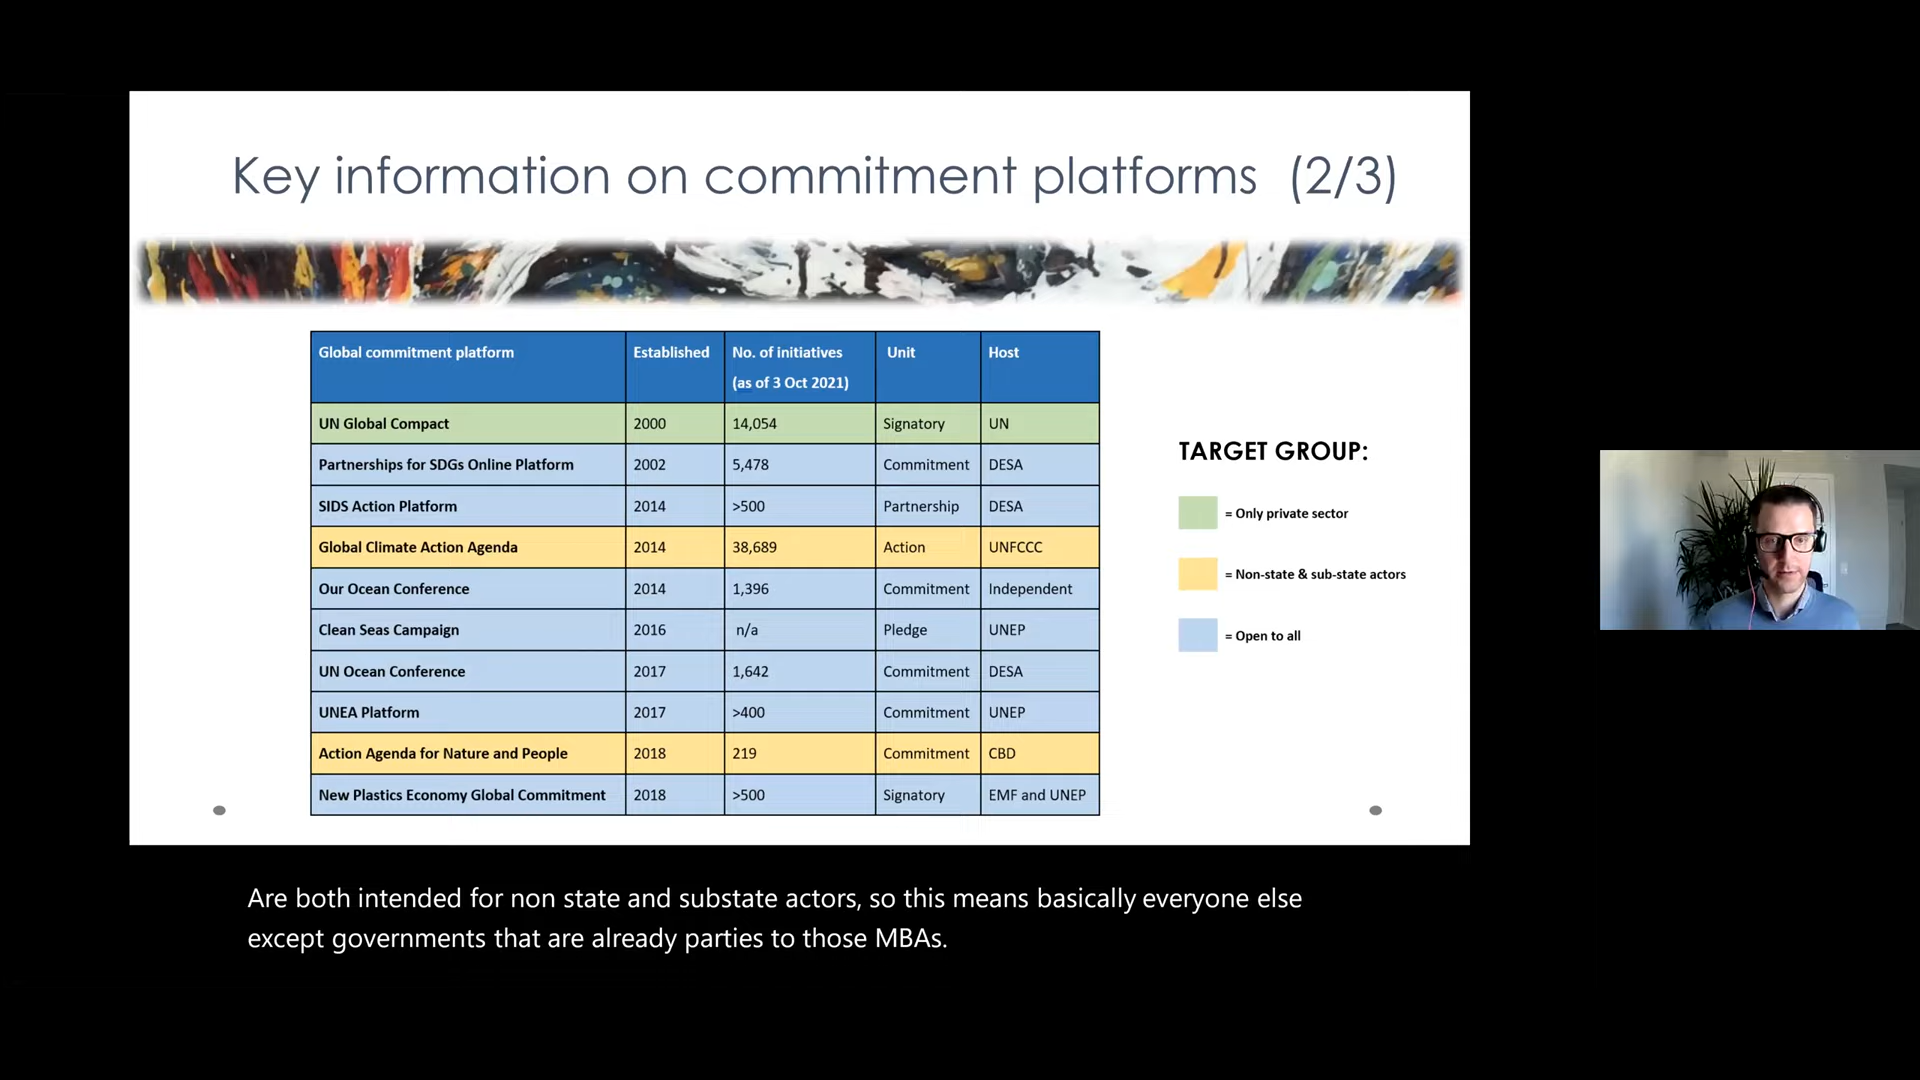 Key information on commitment platforms (2/3)
Global commitment platform Established No. of initiatives (as of 3 Oct 2021) Unit Host
UN Global Compact 2000 14,054 Signatory UN
Partnerships for SDGs Online Platform 2002 5,478 Commitment DESA
SIDS Action Platform 2014 >500 Partnership DESA
Global Climate Action Agenda 2014 38,689 Action UNFCCC
Our Ocean Conference 2014 1,396 Commitment Independent
Clean Seas Campaign 2016 n/a Pledge UNEP
UN Ocean Conference 2017 1,642 Commitment DESA
UNEA Platform 2017 >400 Commitment UNEP
Action Agenda for Nature and People 2018 219 Commitment CBD
New Plastics Economy Global Commitment 2018 >500 Signatory EMF and UNEP
TARGET GROUP:
= Only private sector
= Non-state & sub-state actors
= Open to all
Are both intended for non state and substate actors, so this means basically everyone else
except governments that are already parties to those MBAs.